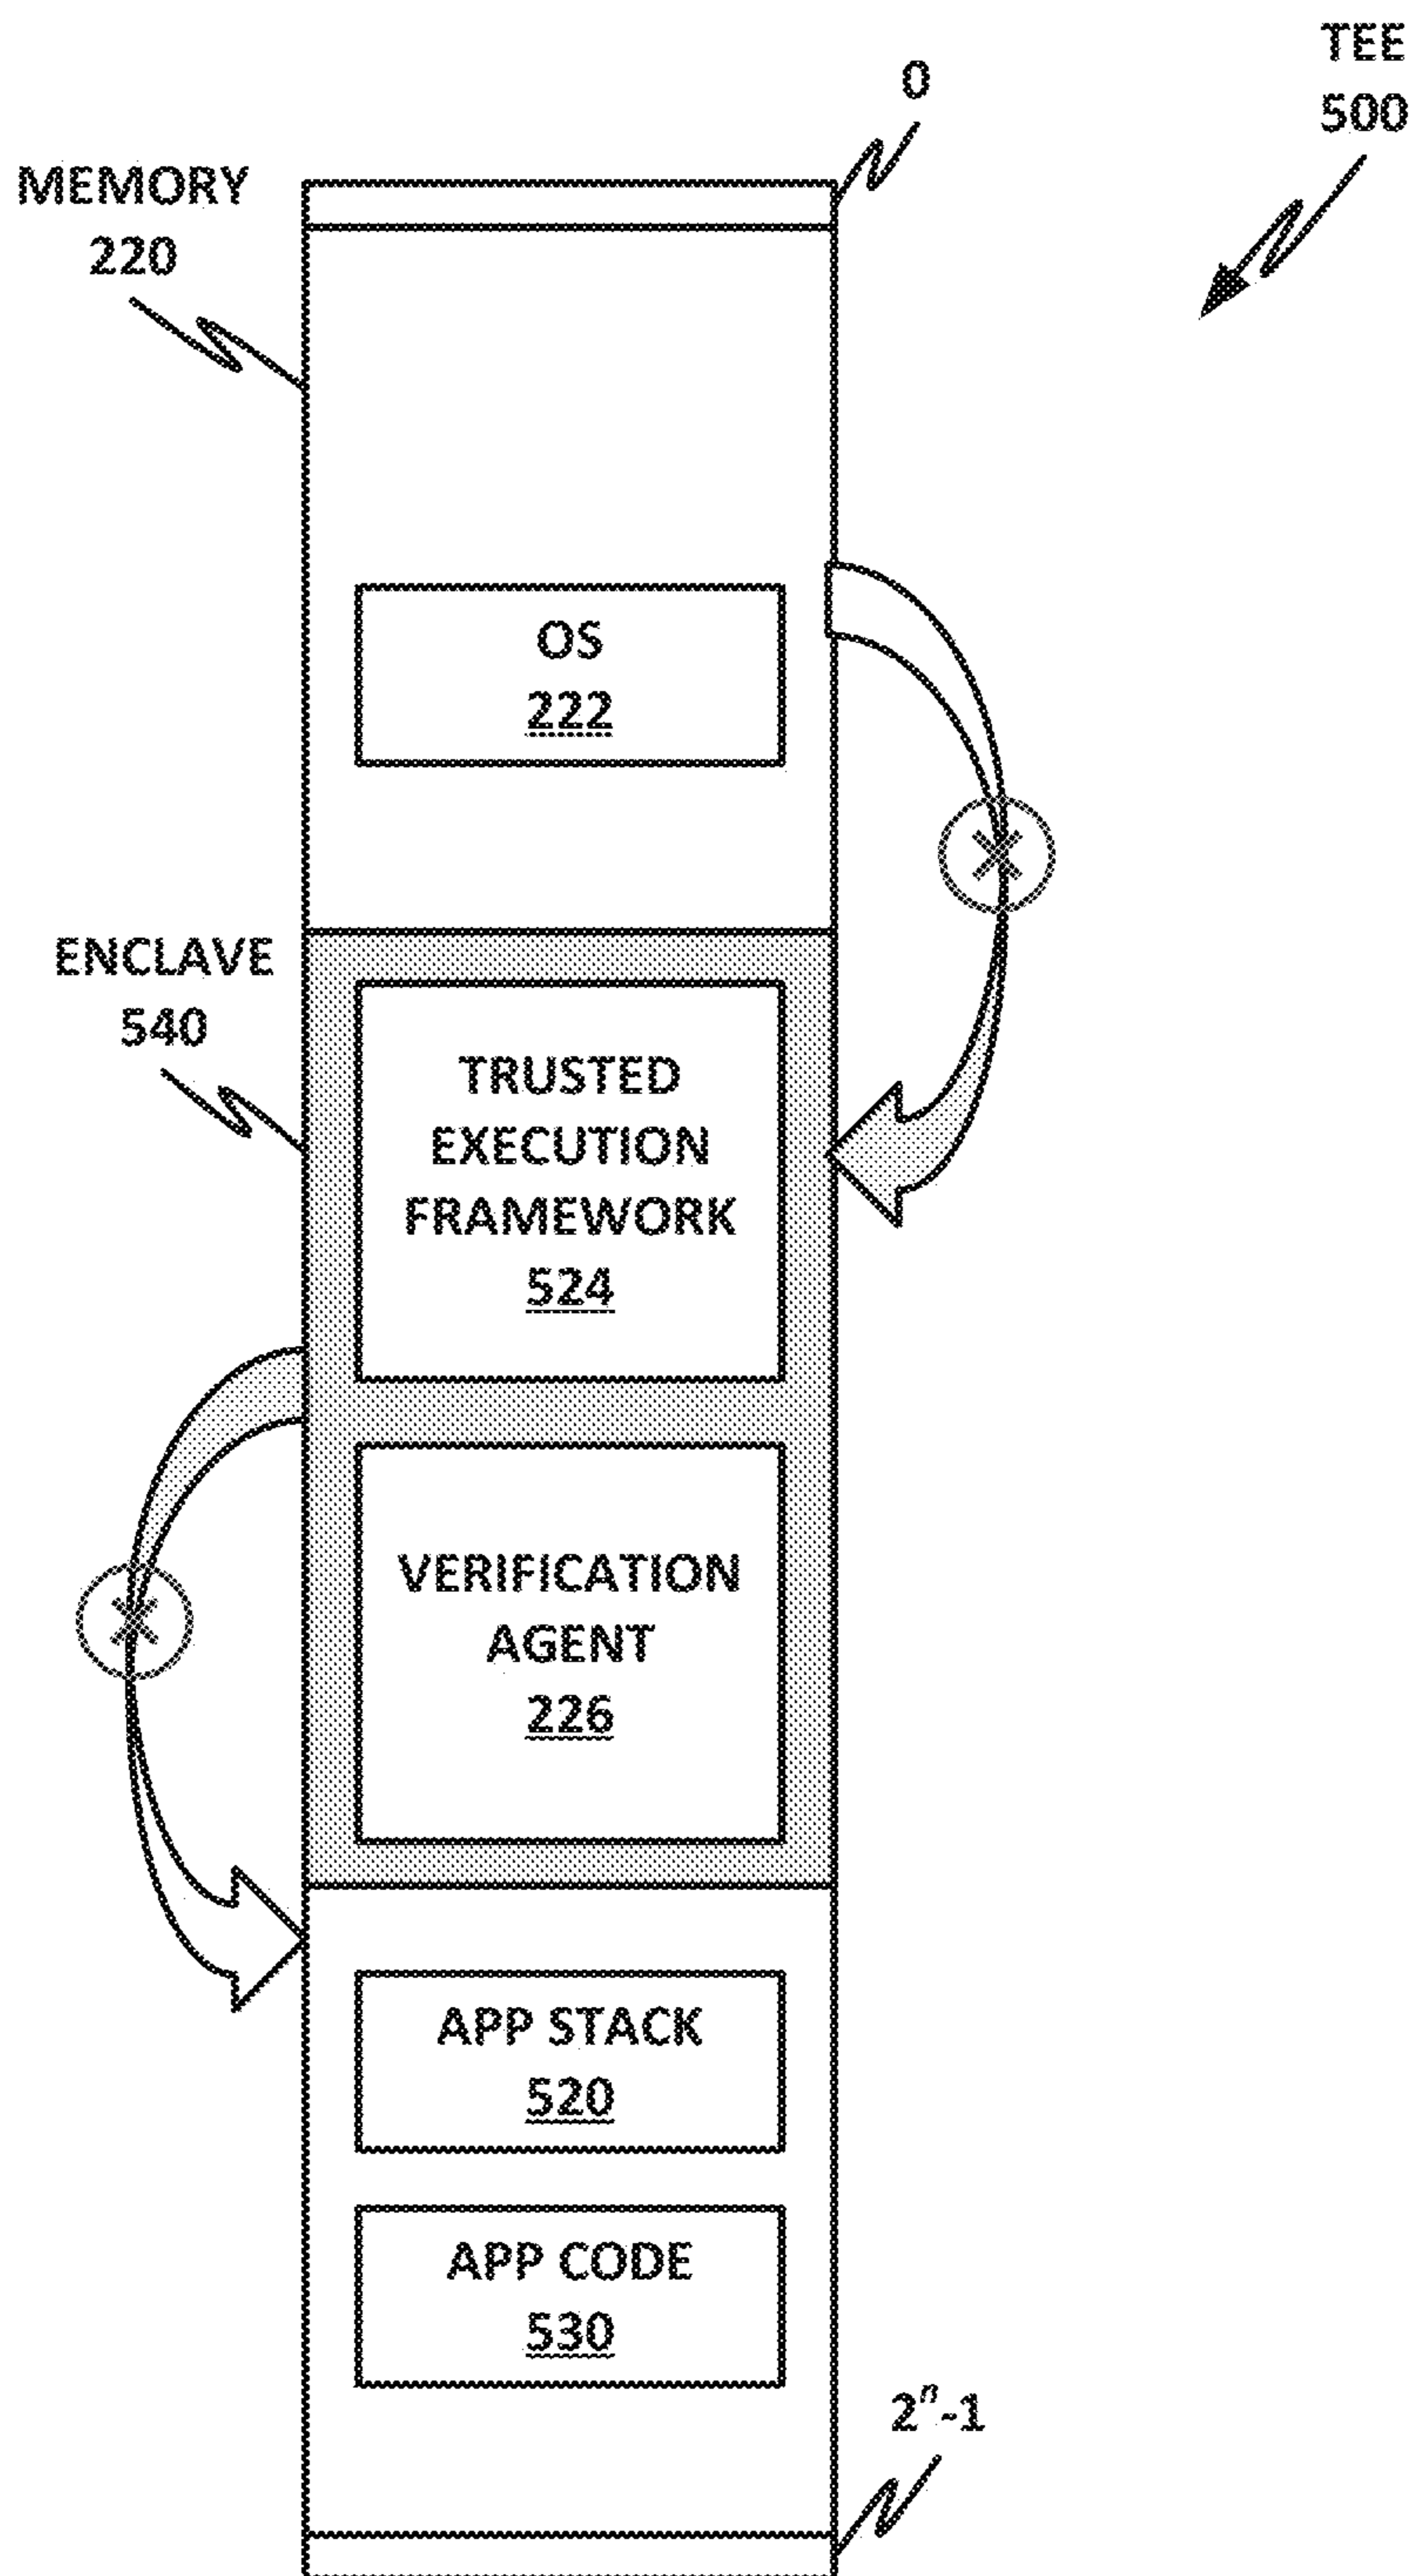 TEE
500
0
MEMORY
220
OS
222
ENCLAVE
540
TRUSTED
EXECUTION
FRAMEWORK
524
VERIFICATION
AGENT
226
APP STACK
520
APP CODE
530
2ⁿ-1